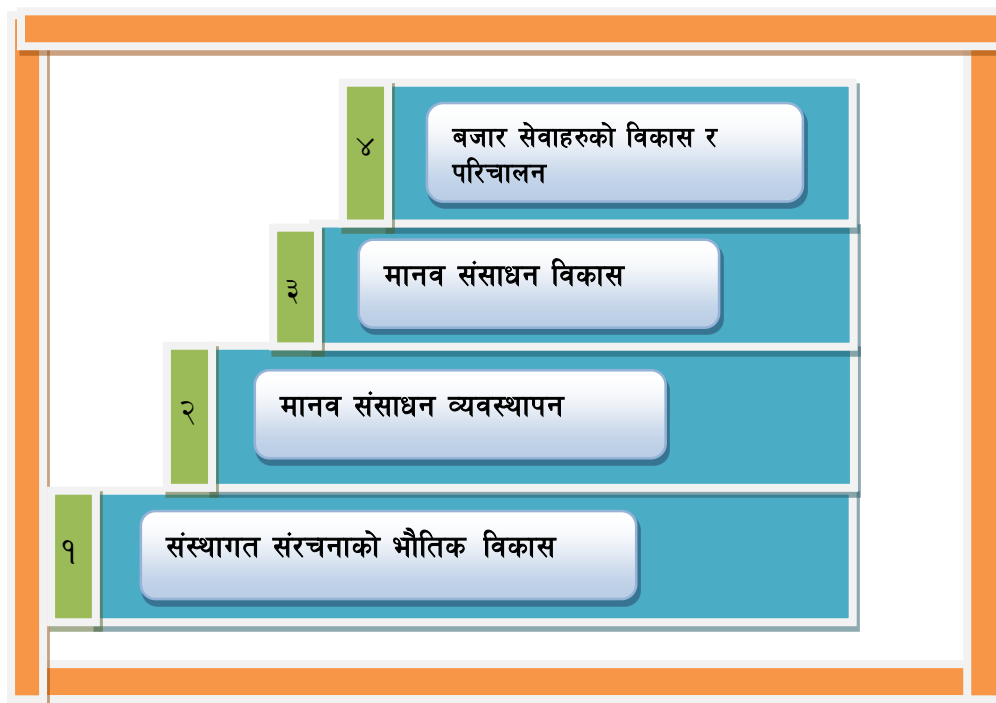 ४
बजार सेवाहरुको विकास र
परिचालन
३
मानव संसाधन विकास
२
मानव संसाधन व्यवस्थापन
१
संस्थागत संरचनाको भौतिक विकास